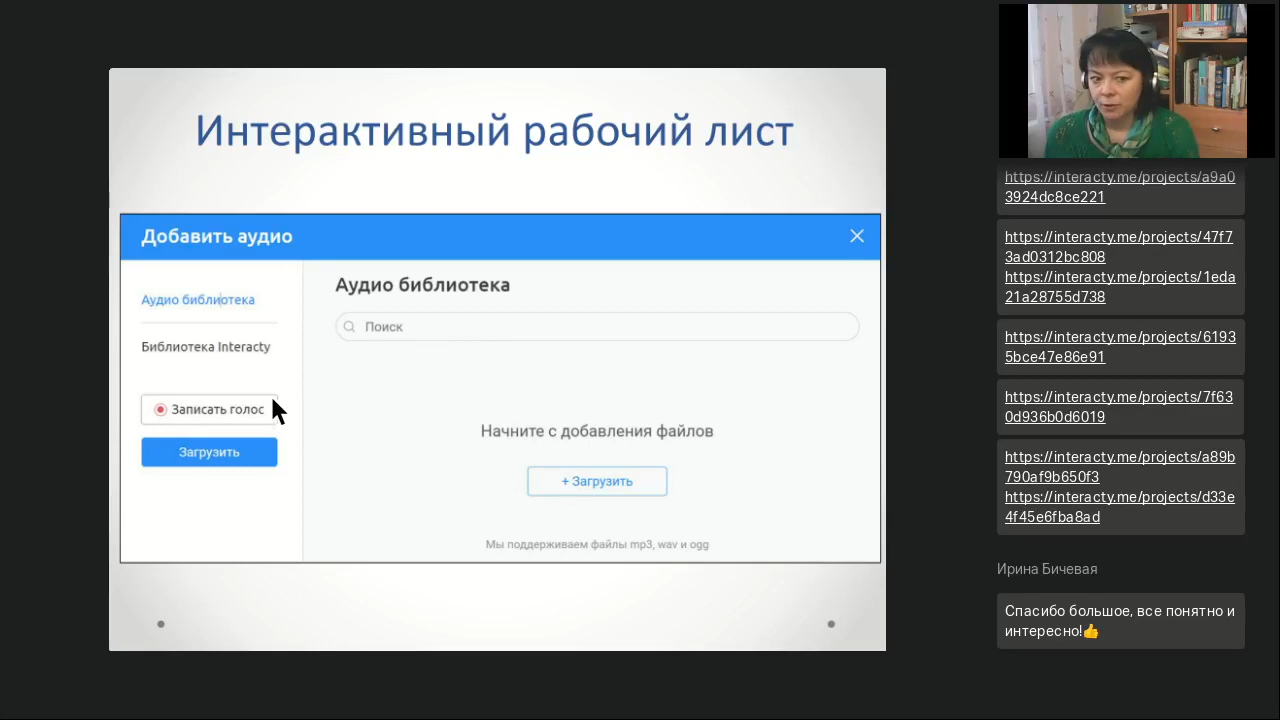 Интерактивный рабочий лист
Добавить аудио
Аудио библиотека
Библиотека Interacty
Записать голос
Загрузить
Аудио библиотека
Поиск
Начните с добавления файлов
+ Загрузить
Мы поддерживаем файлы mp3, wav и ogg
https://interacty.me/projects/a9a0
3924dc8ce221
https://interacty.me/projects/47f7
3ad0312bc808
https://interacty.me/projects/1eda
21a28755d738
https://interacty.me/projects/6193
5bce47e86e91
https://interacty.me/projects/7f63
0d936b0d6019
https://interacty.me/projects/a89b
790af9b650f3
https://interacty.me/projects/d33e
4f45e6fba8ad
Ирина Бичевая
Спасибо большое, все понятно и
интересно!👍